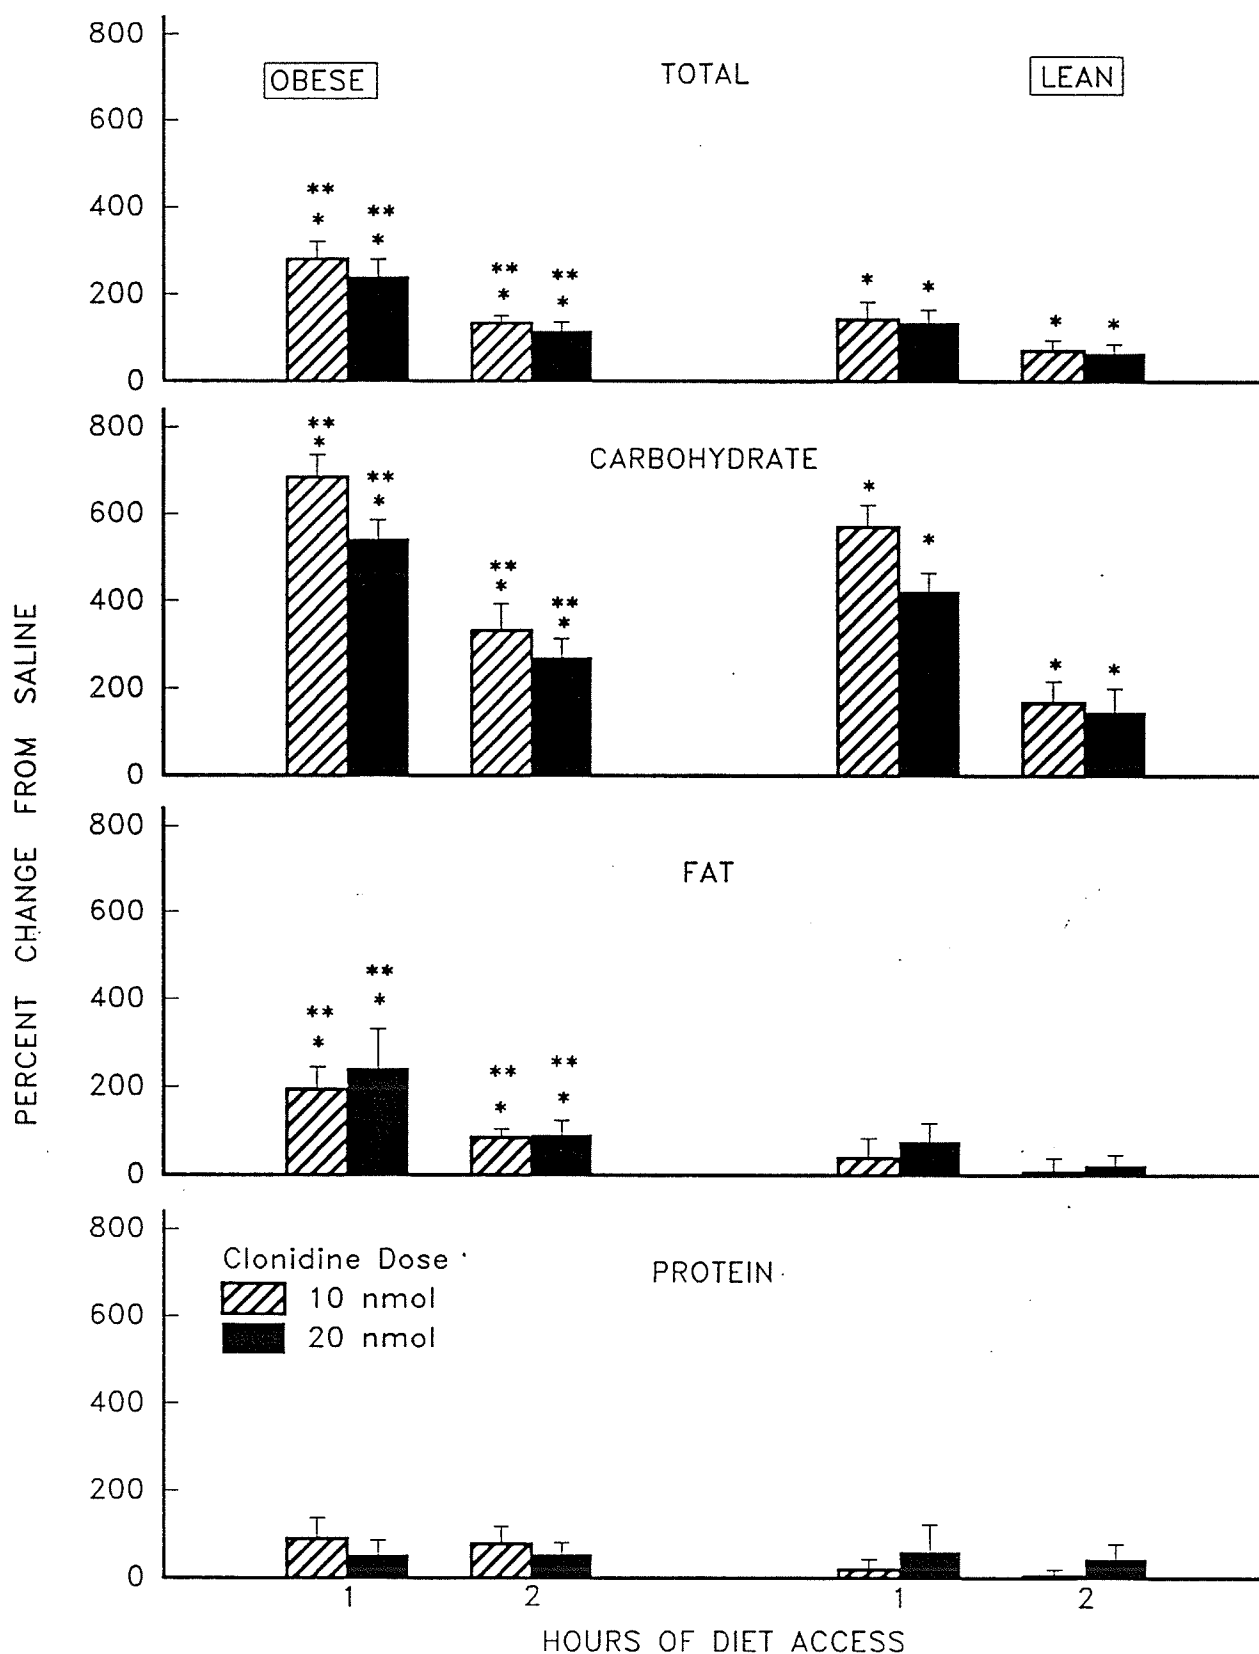 800
OBESE TOTAL LEAN
600
**
400 * **
* ** ** * *
200 * * * *
0
800 **
* CARBOHYDRATE
** *
600 *
** *
400 * **
* * *
200
0
800
FAT
600
**
400 ** *
* ** **
200 * *
0
800
Clonidine Dose PROTEIN
10 nmol
600
20 nmol
400
200
0
1 2 1 2
HOURS OF DIET ACCESS
PERCENT CHANGE FROM SALINE